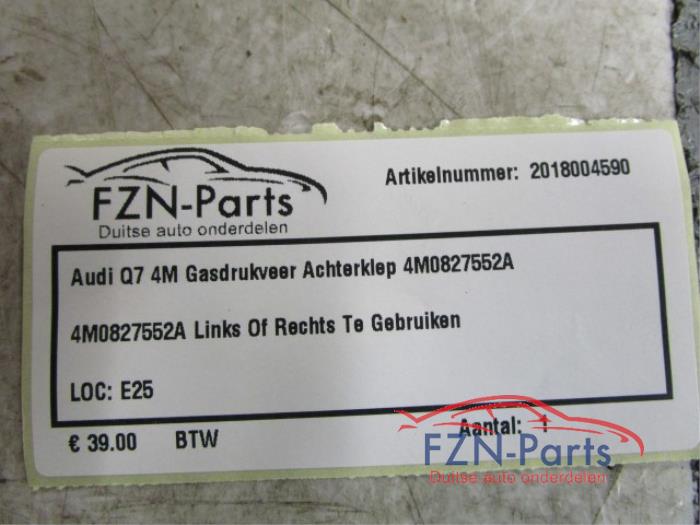 FZN-Parts
Duitse auto onderdelen
Artikelnummer: 2018004590
Audi Q7 4M Gasdrukveer Achterklep 4M0827552A
4M0827552A Links Of Rechts Te Gebruiken
LOC: E25
€ 39.00 BTW Aantal: 1
FZN-Parts
Duitse auto onderdelen